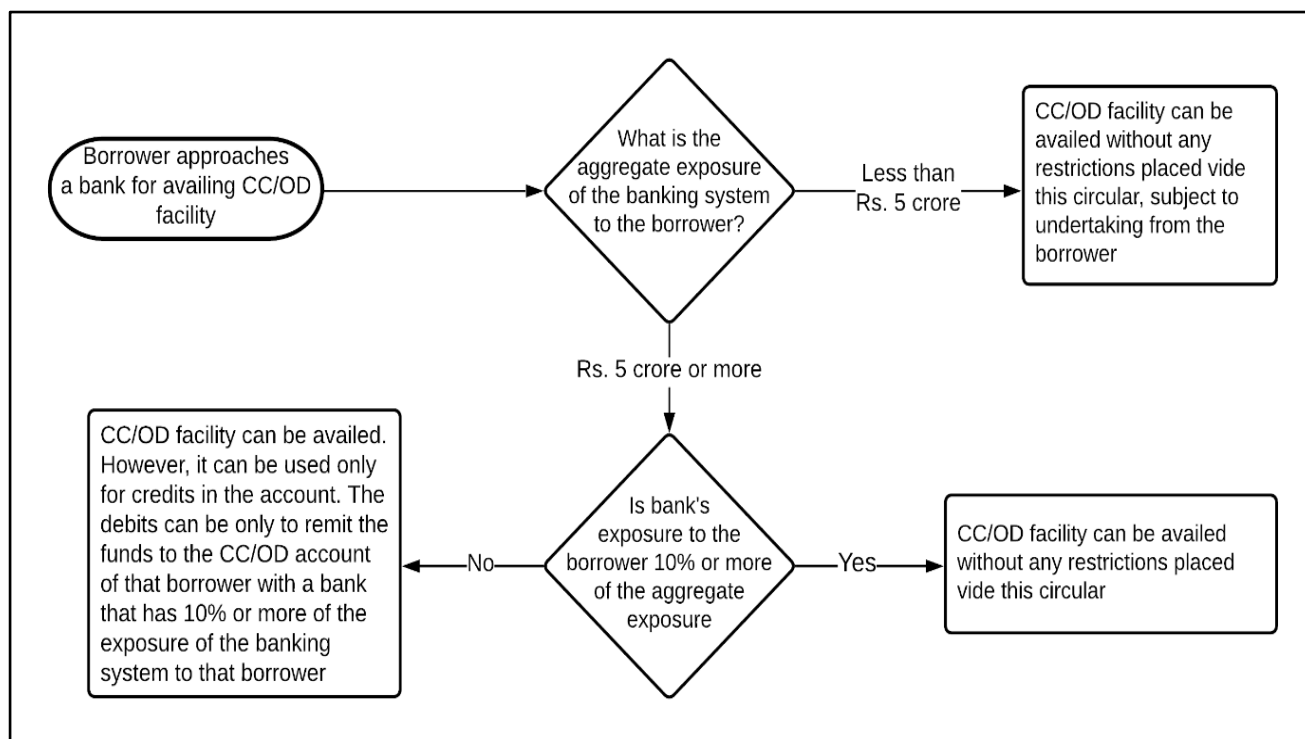 Borrower approaches
a bank for availing CC/OD
facility
What is the
aggregate exposure
of the banking system
to the borrower?
Less than
Rs. 5 crore
CC/OD facility can be
availed without any
restrictions placed vide
this circular, subject to
undertaking from the
borrower
Rs. 5 crore or more
CC/OD facility can be availed.
However, it can be used only
for credits in the account. The
debits can be only to remit the
funds to the CC/OD account
of that borrower with a bank
that has 10% or more of the
exposure of the banking
system to that borrower
No
Is bank's
exposure to the
borrower 10% or more
of the aggregate
exposure
Yes
CC/OD facility can be availed
without any restrictions placed
vide this circular